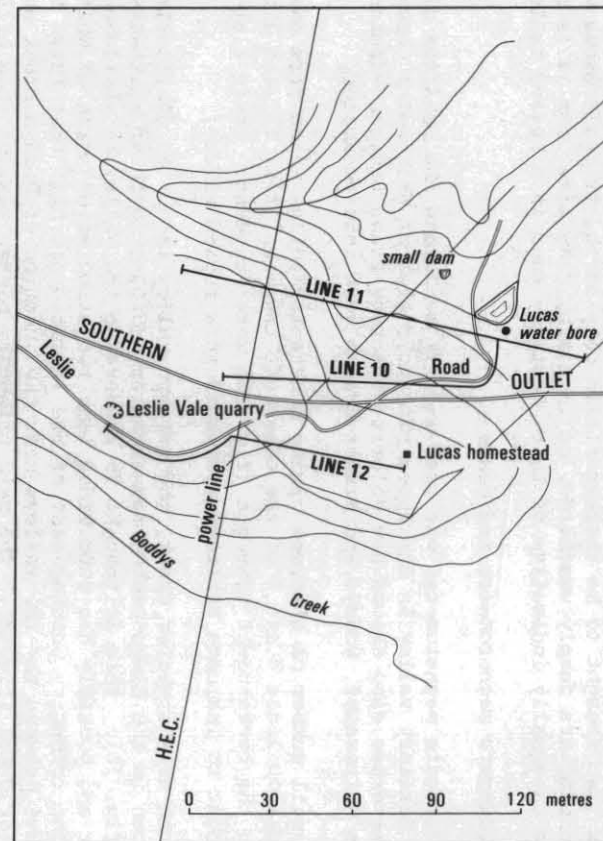 small dam
LINE 11
Lucas
water bore
SOUTHERN
Leslie
LINE 10
Road
OUTLET
Leslie Vale quarry
Lucas homestead
LINE 12
power line
Boddys
Creek
H.E.C.
0 30 60 90 120 metres